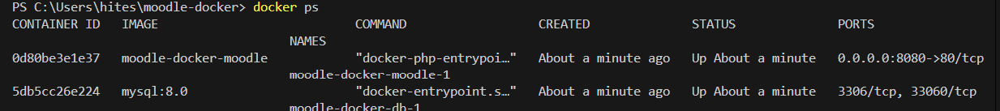 PS C:\Users\hites\moodle-docker> docker ps
CONTAINER ID   IMAGE                  COMMAND                  CREATED              STATUS              PORTS
NAMES
0d80be3e1e37   moodle-docker-moodle   "docker-php-entrypoi…"   About a minute ago   Up About a minute   0.0.0.0:8080->80/tcp
moodle-docker-moodle-1
5db5cc26e224   mysql:8.0              "docker-entrypoint.s…"   About a minute ago   Up About a minute   3306/tcp, 33060/tcp
moodle-docker-db-1